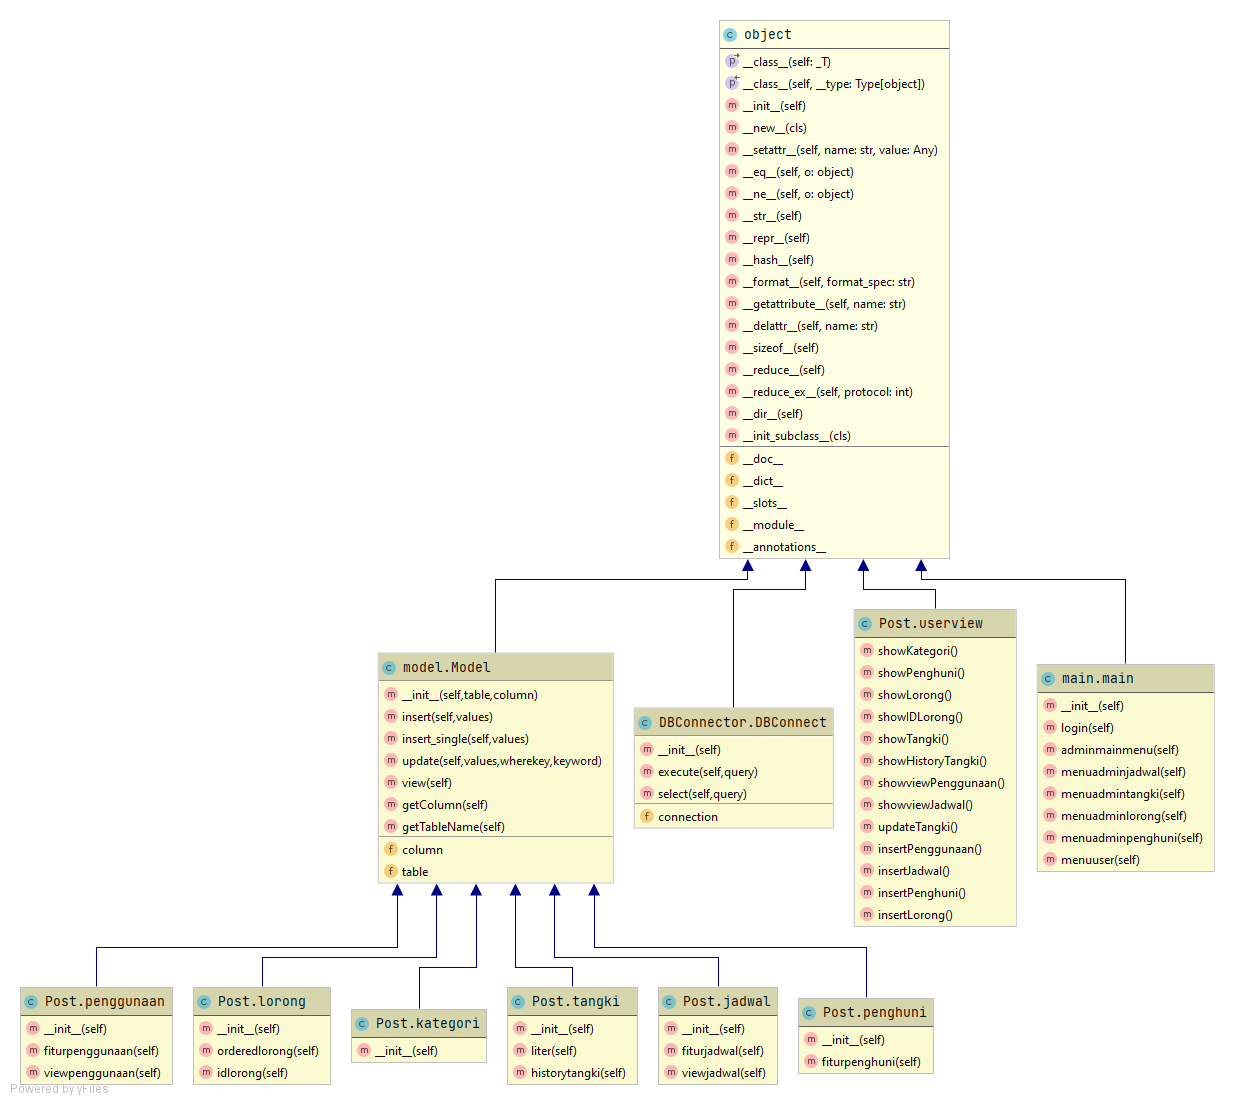 object
__class__(self: _T)
__class__(self, __type: Type[object])
__init__(self)
__new__(cls)
__setattr__(self, name: str, value: Any)
__eq__(self, o: object)
__ne__(self, o: object)
__str__(self)
__repr__(self)
__hash__(self)
__format__(self, format_spec: str)
__getattribute__(self, name: str)
__delattr__(self, name: str)
__sizeof__(self)
__reduce__(self)
__reduce_ex__(self, protocol: int)
__dir__(self)
__init_subclass__(cls)
__doc__
__dict__
__slots__
__module__
__annotations__
model.Model
__init__(self,table,column)
insert(self,values)
insert_single(self,values)
update(self,values,wherekey,keyword)
view(self)
getColumn(self)
getTableName(self)
column
table
DBConnector.DBConnect
__init__(self)
execute(self,query)
select(self,query)
connection
Post.userview
showKategori()
showPenghuni()
showLorong()
showIDLorong()
showTangki()
showHistoryTangki()
showviewPenggunaan()
showviewJadwal()
updateTangki()
insertPenggunaan()
insertJadwal()
insertPenghuni()
insertLorong()
main.main
__init__(self)
login(self)
adminmainmenu(self)
menuadminjadwal(self)
menuadmintangki(self)
menuadminlorong(self)
menuadminpenghuni(self)
menuuser(self)
Post.penggunaan
__init__(self)
fiturpenggunaan(self)
viewpenggunaan(self)
Post.lorong
__init__(self)
orderedlorong(self)
idlorong(self)
Post.kategori
__init__(self)
Post.tangki
__init__(self)
liter(self)
historytangki(self)
Post.jadwal
__init__(self)
fiturjadwal(self)
viewjadwal(self)
Post.penghuni
__init__(self)
fiturpenghuni(self)
Powered by yFiles